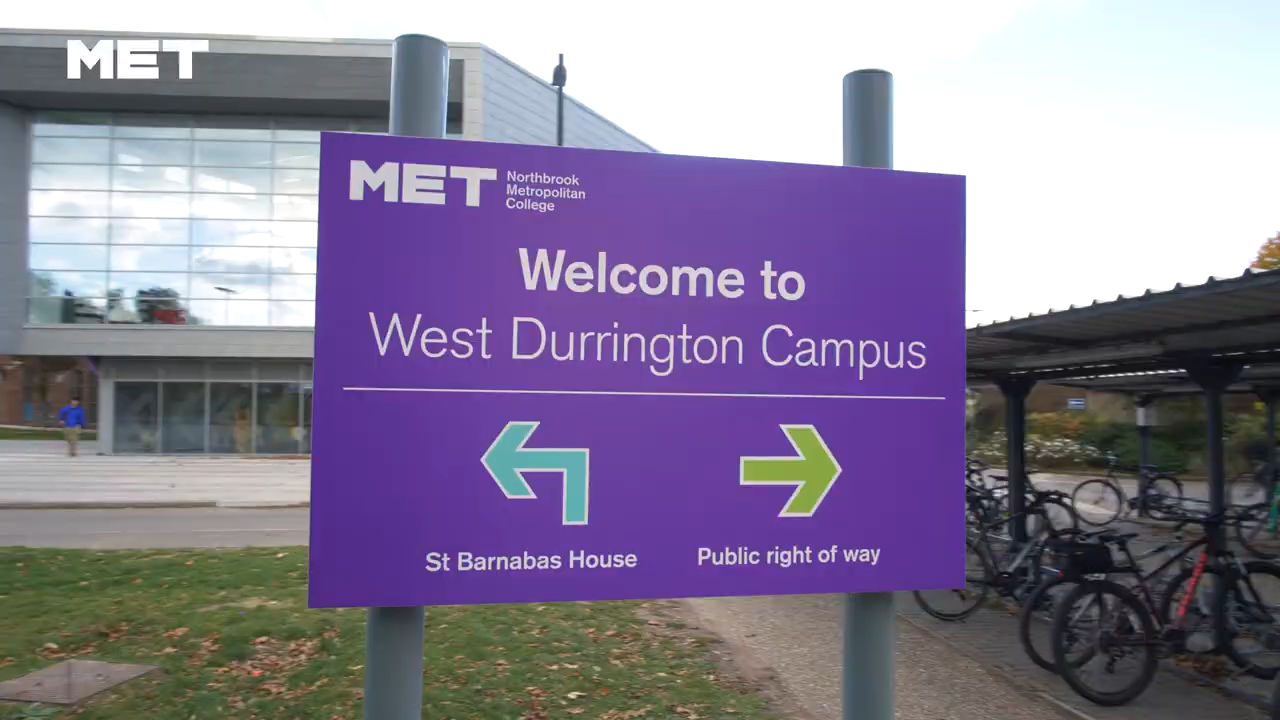 MET
MET
Northbrook
Metropolitan
College
Welcome to
West Durrington Campus
St Barnabas House
Public right of way